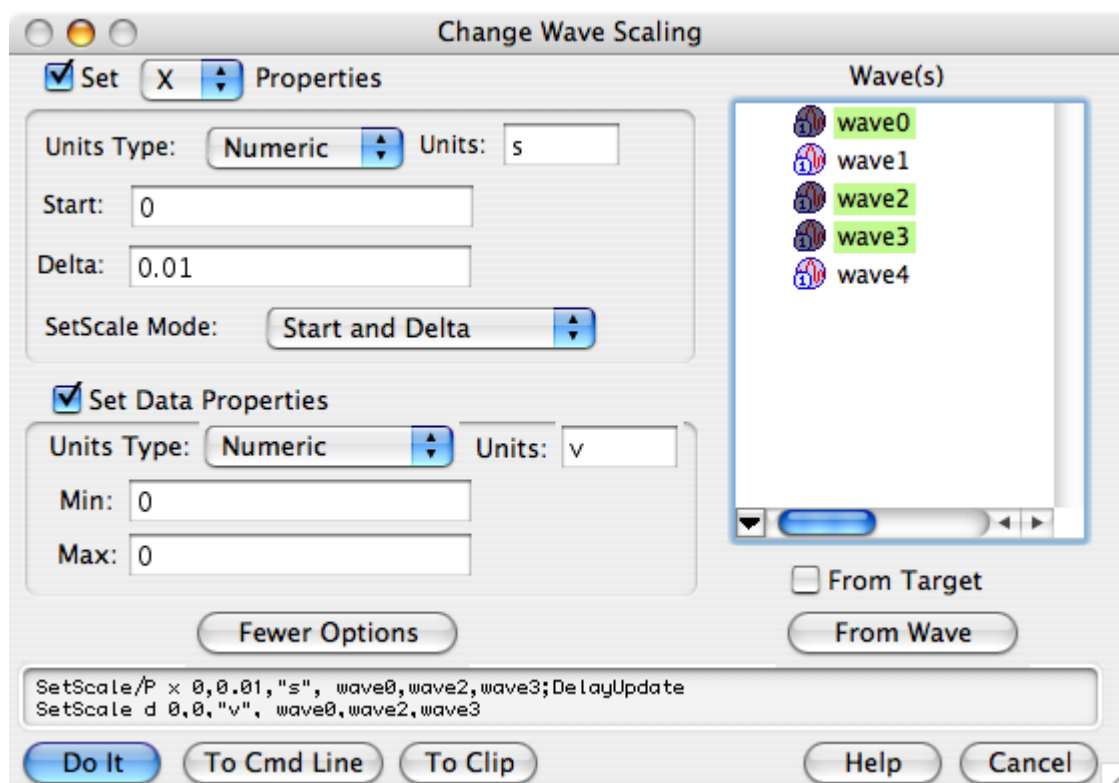 Change Wave Scaling
Set X Properties
Units Type: Numeric Units: s
Start: 0
Delta: 0.01
SetScale Mode: Start and Delta
Set Data Properties
Units Type: Numeric Units: v
Min: 0
Max: 0
Fewer Options
Wave(s)
wave0
wave1
wave2
wave3
wave4
From Target
From Wave
SetScale/P x 0,0.01,"s", wave0,wave2,wave3;DelayUpdate
SetScale d 0,0,"v", wave0,wave2,wave3
Do It To Cmd Line To Clip Help Cancel